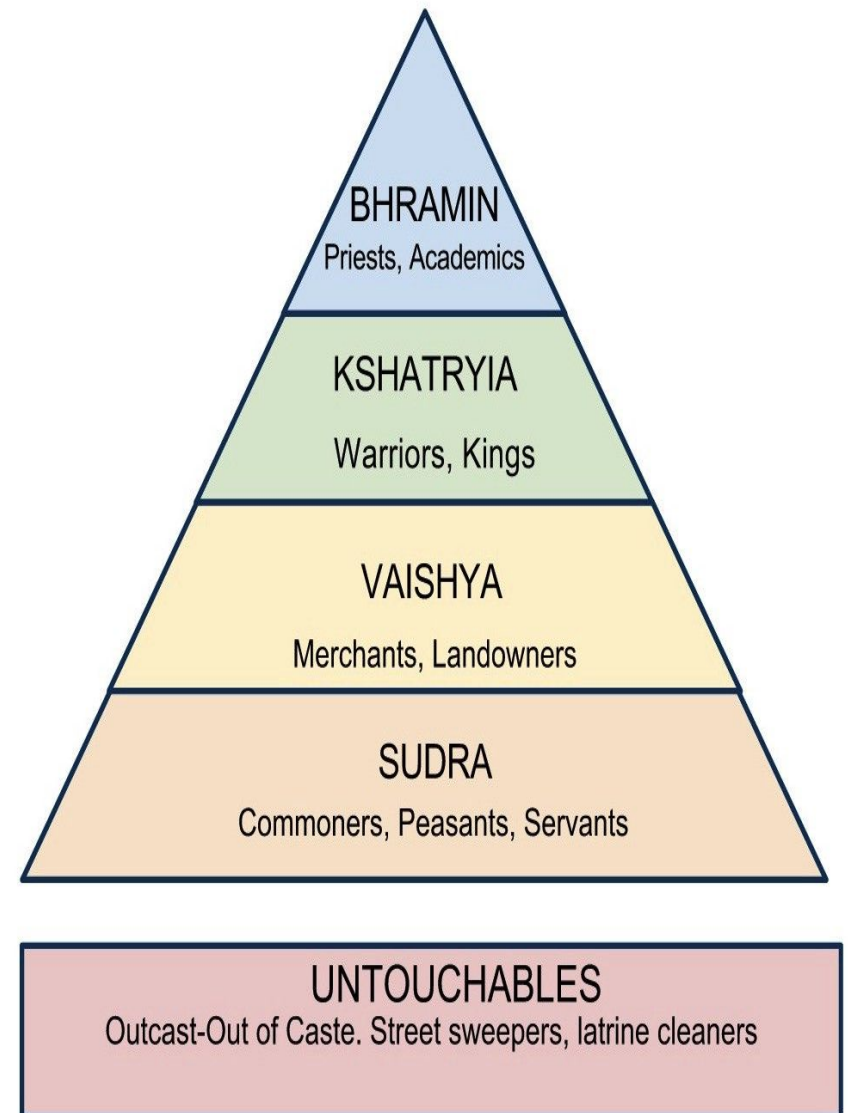 BHRAMIN
Priests, Academics
KSHATRYIA
Warriors, Kings
VAISHYA
Merchants, Landowners
SUDRA
Commoners, Peasants, Servants
UNTOUCHABLES
Outcast-Out of Caste. Street sweepers, latrine cleaners